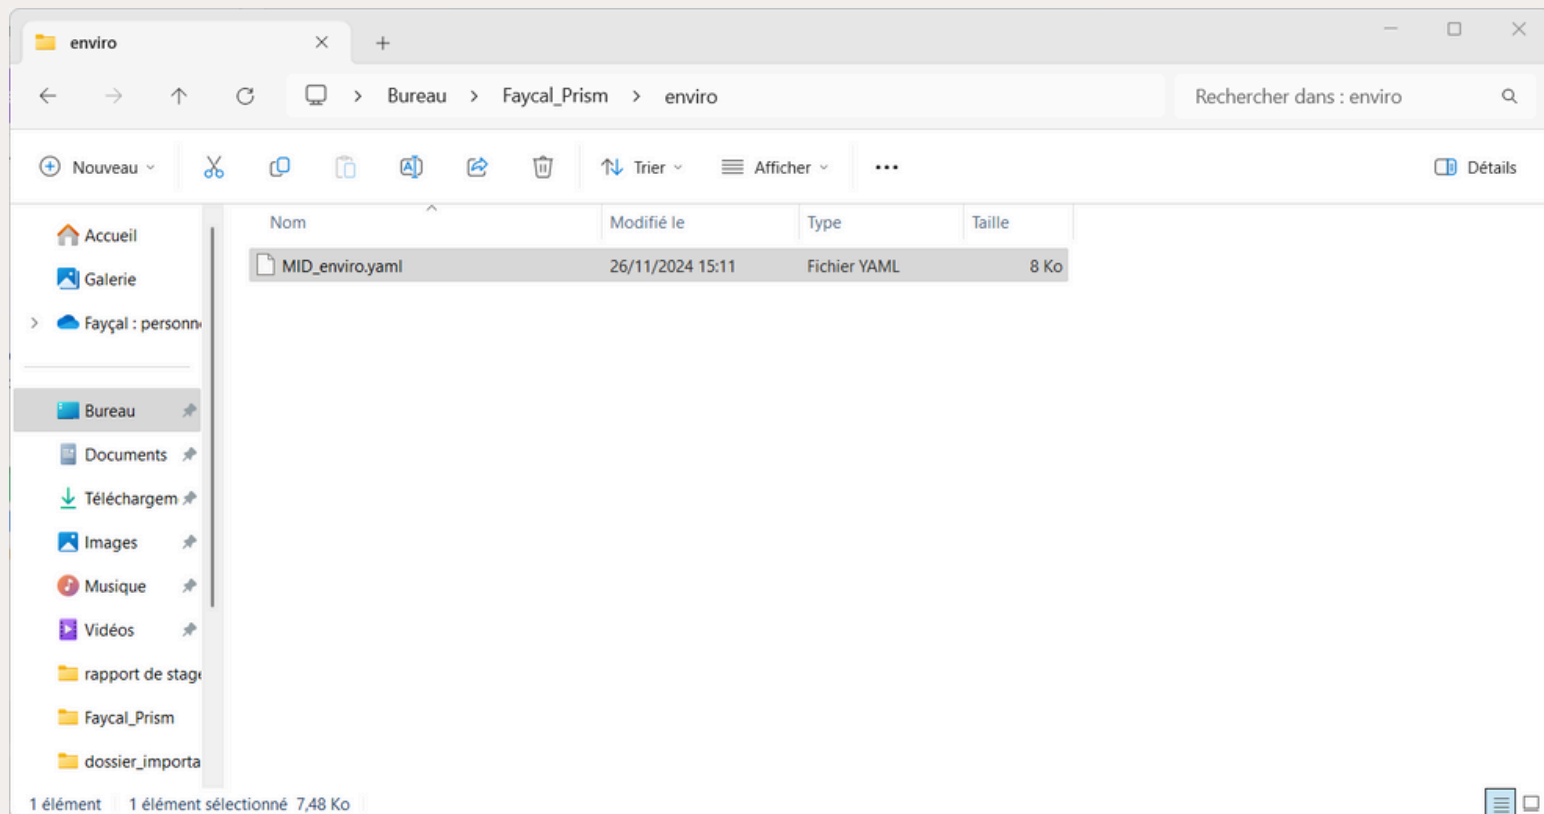 enviro
Bureau > Faycal_Prism > enviro
Rechercher dans : enviro
Nouveau
Trier
Afficher
Détails
Accueil
Galerie
Fayçal : personn
Bureau
Documents
Téléchargem
Images
Musique
Vidéos
rapport de stage
Faycal_Prism
dossier_importa
Nom Modifié le Type Taille
MID_enviro.yaml 26/11/2024 15:11 Fichier YAML 8 Ko
1 élément 1 élément sélectionné 7,48 Ko